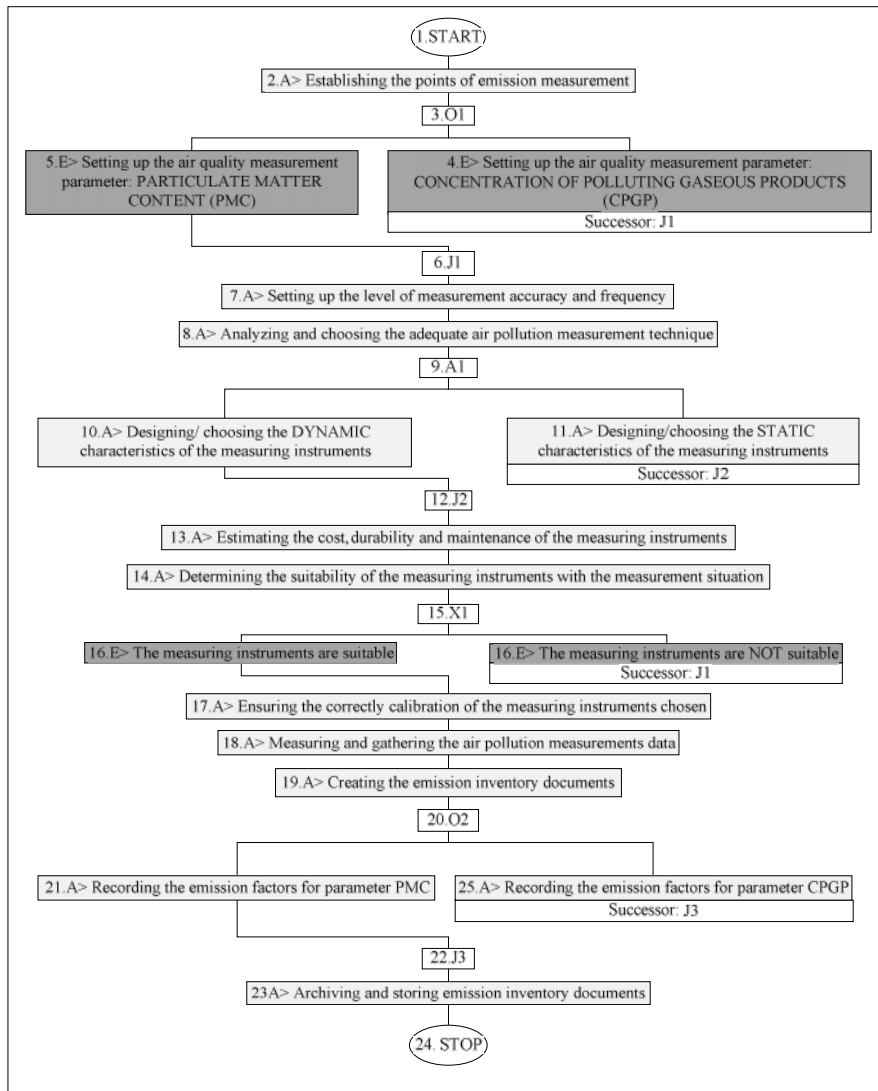 1.START
2.A> Establishing the points of emission measurement
3.O1
5.E> Setting up the air quality measurement
parameter: PARTICULATE MATTER
CONTENT (PMC)
4.E> Setting up the air quality measurement parameter:
CONCENTRATION OF POLLUTING GASEOUS PRODUCTS
(CPGP)
Successor: J1
6.J1
7.A> Setting up the level of measurement accuracy and frequency
8.A> Analyzing and choosing the adequate air pollution measurement technique
9.A1
10.A> Designing/ choosing the DYNAMIC
characteristics of the measuring instruments
11.A> Designing/choosing the STATIC
characteristics of the measuring instruments
Successor: J2
12.J2
13.A> Estimating the cost, durability and maintenance of the measuring instruments
14.A> Determining the suitability of the measuring instruments with the measurement situation
15.X1
16.E> The measuring instruments are suitable
16.E> The measuring instruments are NOT suitable
Successor: J1
17.A> Ensuring the correctly calibration of the measuring instruments chosen
18.A> Measuring and gathering the air pollution measurements data
19.A> Creating the emission inventory documents
20.O2
21.A> Recording the emission factors for parameter PMC
25.A> Recording the emission factors for parameter CPGP
Successor: J3
22.J3
23A> Archiving and storing emission inventory documents
24. STOP